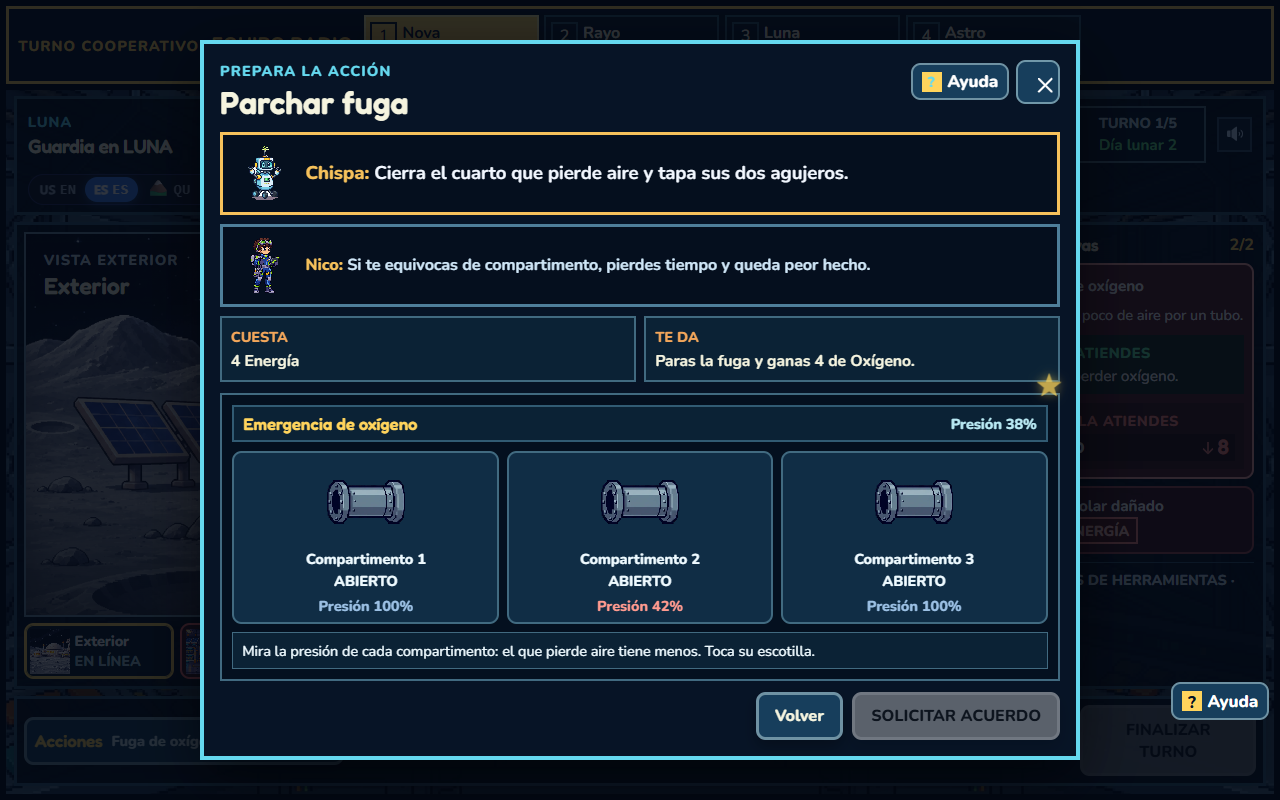 TURNO COOPERATIVO
1 Nova
2 Rayo
3 Luna
4 Astro
PREPARA LA ACCIÓN
Parchar fuga
? Ayuda
LUNA
Guardia en LUNA
TURNO 1/5
Día lunar 2
US EN
ES ES
QU
Chispa: Cierra el cuarto que pierde aire y tapa sus dos agujeros.
Nico: Si te equivocas de compartimento, pierdes tiempo y queda peor hecho.
VISTA EXTERIOR
Exterior
2/2
oxígeno
poco de aire por un tubo.
ATIENDES
oxígeno.
LA ATIENDES
↓8
CUESTA
4 Energía
TE DA
Paras la fuga y ganas 4 de Oxígeno.
Emergencia de oxígeno
Presión 38%
Compartimento 1
ABIERTO
Presión 100%
Compartimento 2
ABIERTO
Presión 42%
Compartimento 3
ABIERTO
Presión 100%
dañado
DE HERRAMIENTAS ·
Mira la presión de cada compartimento: el que pierde aire tiene menos. Toca su escotilla.
Exterior
EN LÍNEA
Volver
SOLICITAR ACUERDO
? Ayuda
Acciones Fuga de
FINALIZAR
TURNO